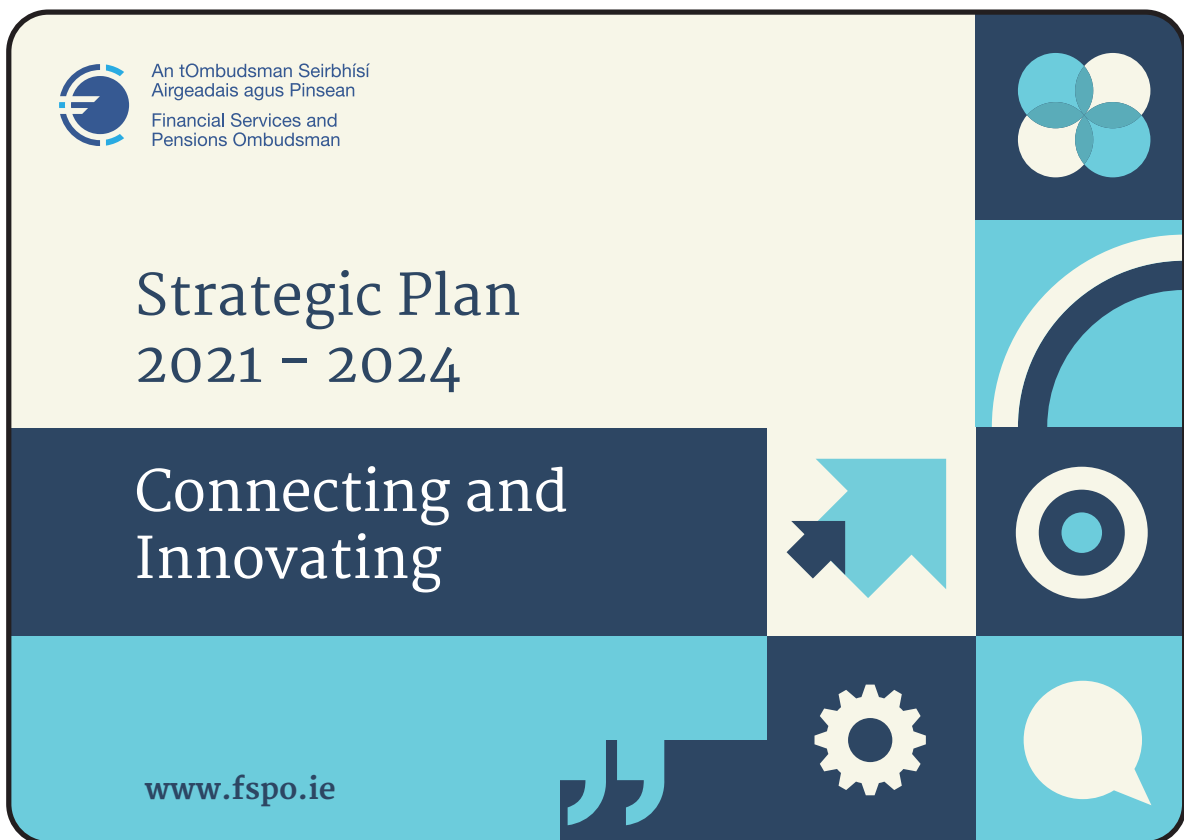 An tOmbudsman Seirbhísí
Airgeadais agus Pinsean
Financial Services and
Pensions Ombudsman
Strategic Plan
2021 - 2024
Connecting and
Innovating
www.fspo.ie